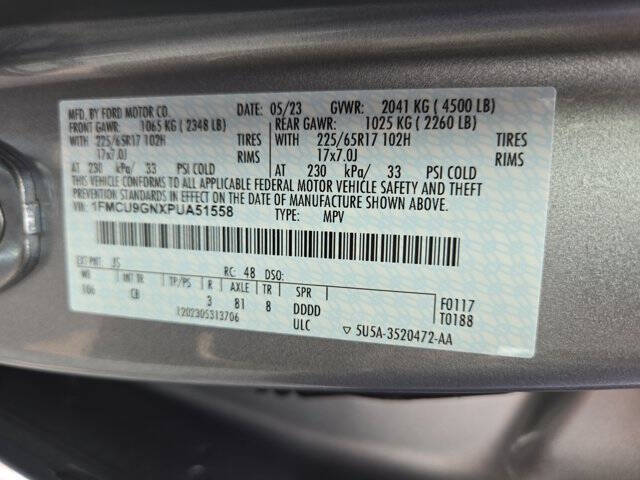 MFD. BY FORD MOTOR CO. 05/23 GVWR: 2041 KG ( 4500 LB)
FRONT GAWR: 1065 KG ( 2348 LB) REAR GAWR: 1025 KG ( 2260 LB)
WITH 225/65R17 102H TIRES WITH 225/65R17 102H TIRES
17x7.0J RIMS 17x7.0J RIMS
AT 230 kPa/ 33 PSI COLD AT 230 kPa/ 33 PSI COLD
THIS VEHICLE CONFORMS TO ALL APPLICABLE FEDERAL MOTOR VEHICLE SAFETY AND THEFT
PREVENTION STANDARDS IN EFFECT ON THE DATE OF MANUFACTURE SHOWN ABOVE.
VIN: 1FMCU9GNXPUA51558 TYPE: MPV
EXT PNT: JS RC: 48 DSO:
WB INT TR TP/PS R AXLE TR SPR
106 CB 3 81 8 DDDD F0117
ULC T0188
▽ 5U5A-3520472-AA